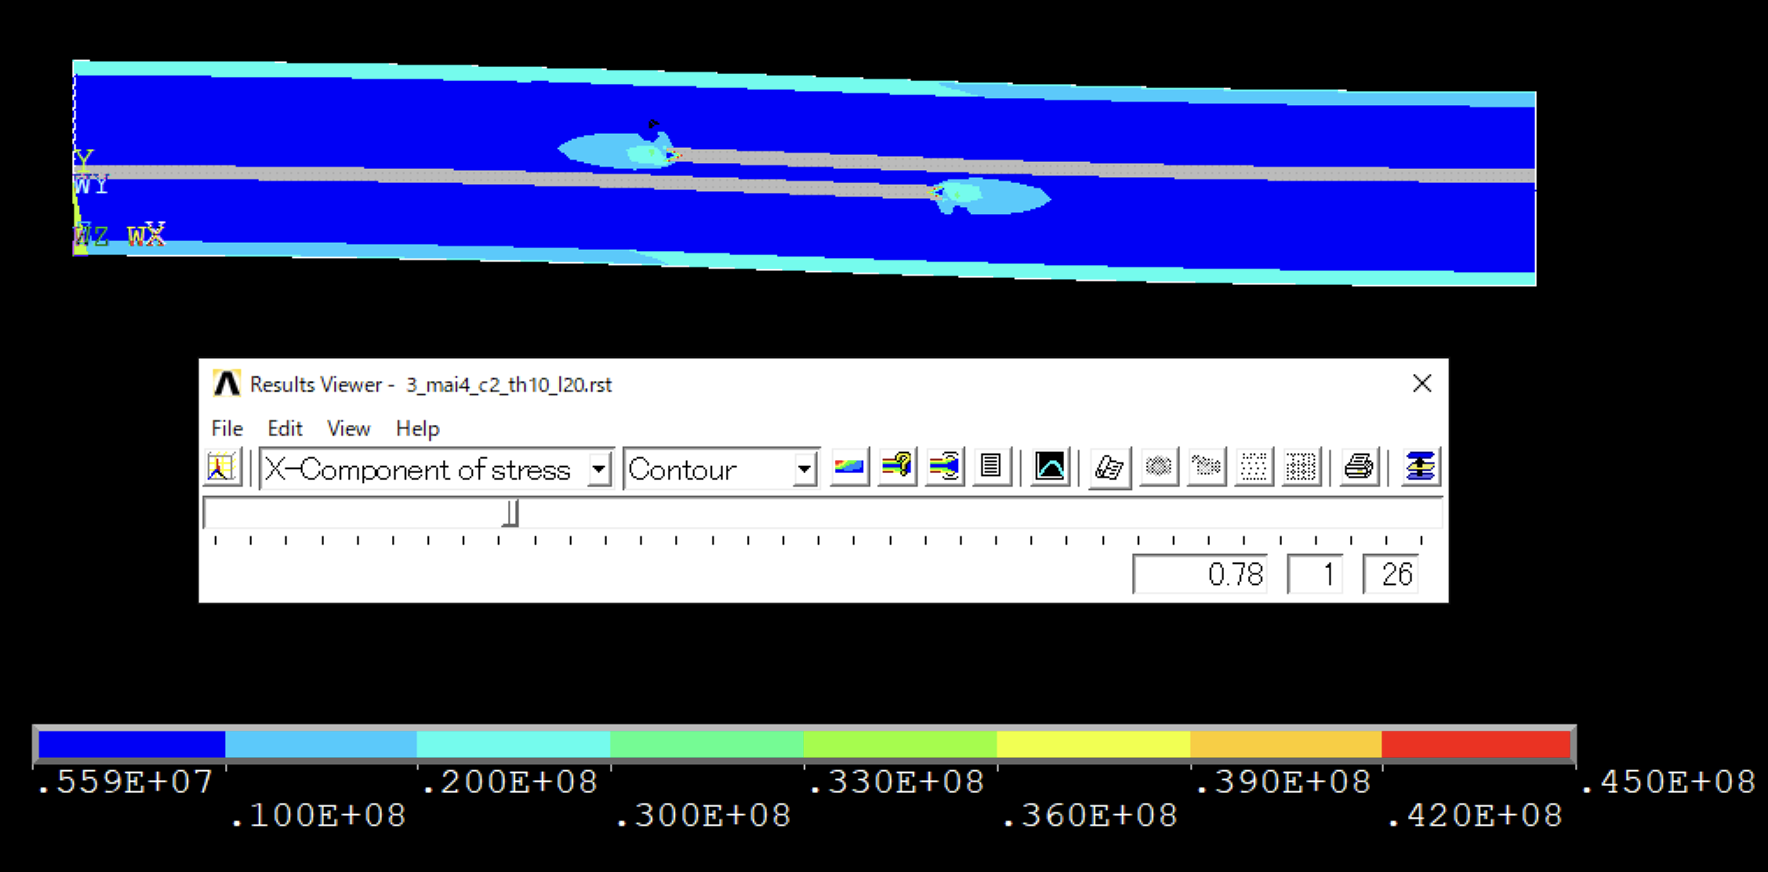 Y
WY
WX
Results Viewer - 3_mai4_c2_th10_l20.rst
File Edit View Help
X-Component of stress Contour
0.78 1 26
.559E+07 .200E+08 .330E+08 .390E+08 .450E+08
.100E+08 .300E+08 .360E+08 .420E+08